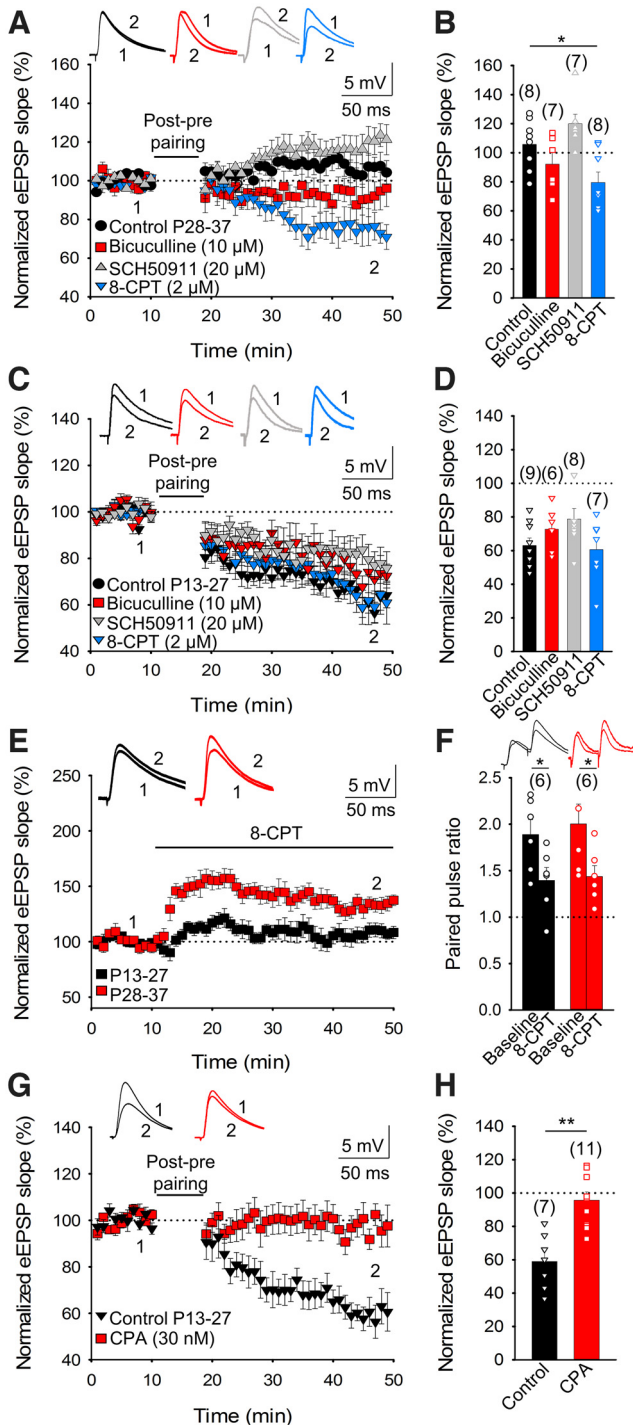 A
2
1
1
2
2
1
1
2
Normalized eEPSP slope (%)
160
140
120
100
80
60
40
5 mV
50 ms
Post-pre
pairing
1
2
Control P28-37
Bicuculline (10 μM)
SCH50911 (20 μM)
8-CPT (2 μM)
0
10
20
30
40
50
Time (min)
B
Normalized eEPSP slope (%)
160
140
120
100
80
60
40
20
0
*
(8)
(7)
(7)
(8)
Control
Bicuculline
SCH50911
8-CPT
C
1
2
1
2
1
2
1
2
Normalized eEPSP slope (%)
140
120
100
80
60
40
5 mV
50 ms
Post-pre
pairing
1
2
Control P13-27
Bicuculline (10 μM)
SCH50911 (20 μM)
8-CPT (2 μM)
0
10
20
30
40
50
Time (min)
D
Normalized eEPSP slope (%)
140
120
100
80
60
40
20
0
(9)
(6)
(8)
(7)
Control
Bicuculline
SCH50911
8-CPT
E
2
1
2
1
Normalized eEPSP slope (%)
250
200
150
100
50
5 mV
50 ms
8-CPT
1
2
P13-27
P28-37
0
10
20
30
40
50
Time (min)
F
Paired pulse ratio
2.5
2.0
1.5
1.0
0.5
0.0
*
(6)
*
(6)
Baseline
8-CPT
Baseline
8-CPT
G
1
2
1
2
Normalized eEPSP slope (%)
140
120
100
80
60
40
5 mV
50 ms
Post-pre
pairing
1
2
Control P13-27
CPA (30 nM)
0
10
20
30
40
50
Time (min)
H
Normalized eEPSP slope (%)
140
120
100
80
60
40
20
0
**
(7)
(11)
Control
CPA